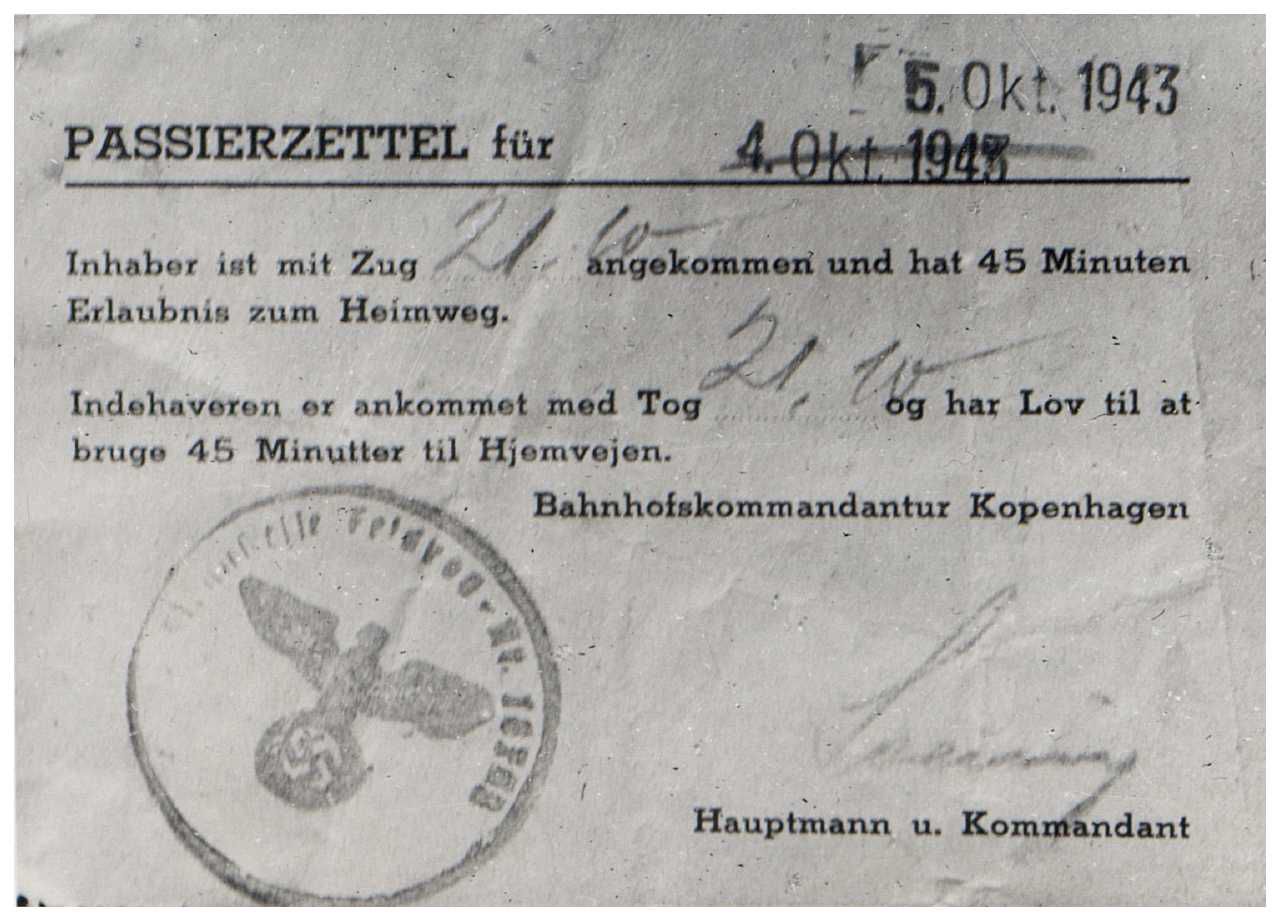 5. Okt. 1943
PASSIERZETTEL für 4. Okt. 1943
Inhaber ist mit Zug 21.10 angekommen und hat 45 Minuten
Erlaubnis zum Heimweg.
Indehaveren er ankommet med Tog 21.10 og har Lov til at
bruge 45 Minutter til Hjemvejen.
Bahnhofskommandantur Kopenhagen
Feldpost-Nr.
Hauptmann u. Kommandant